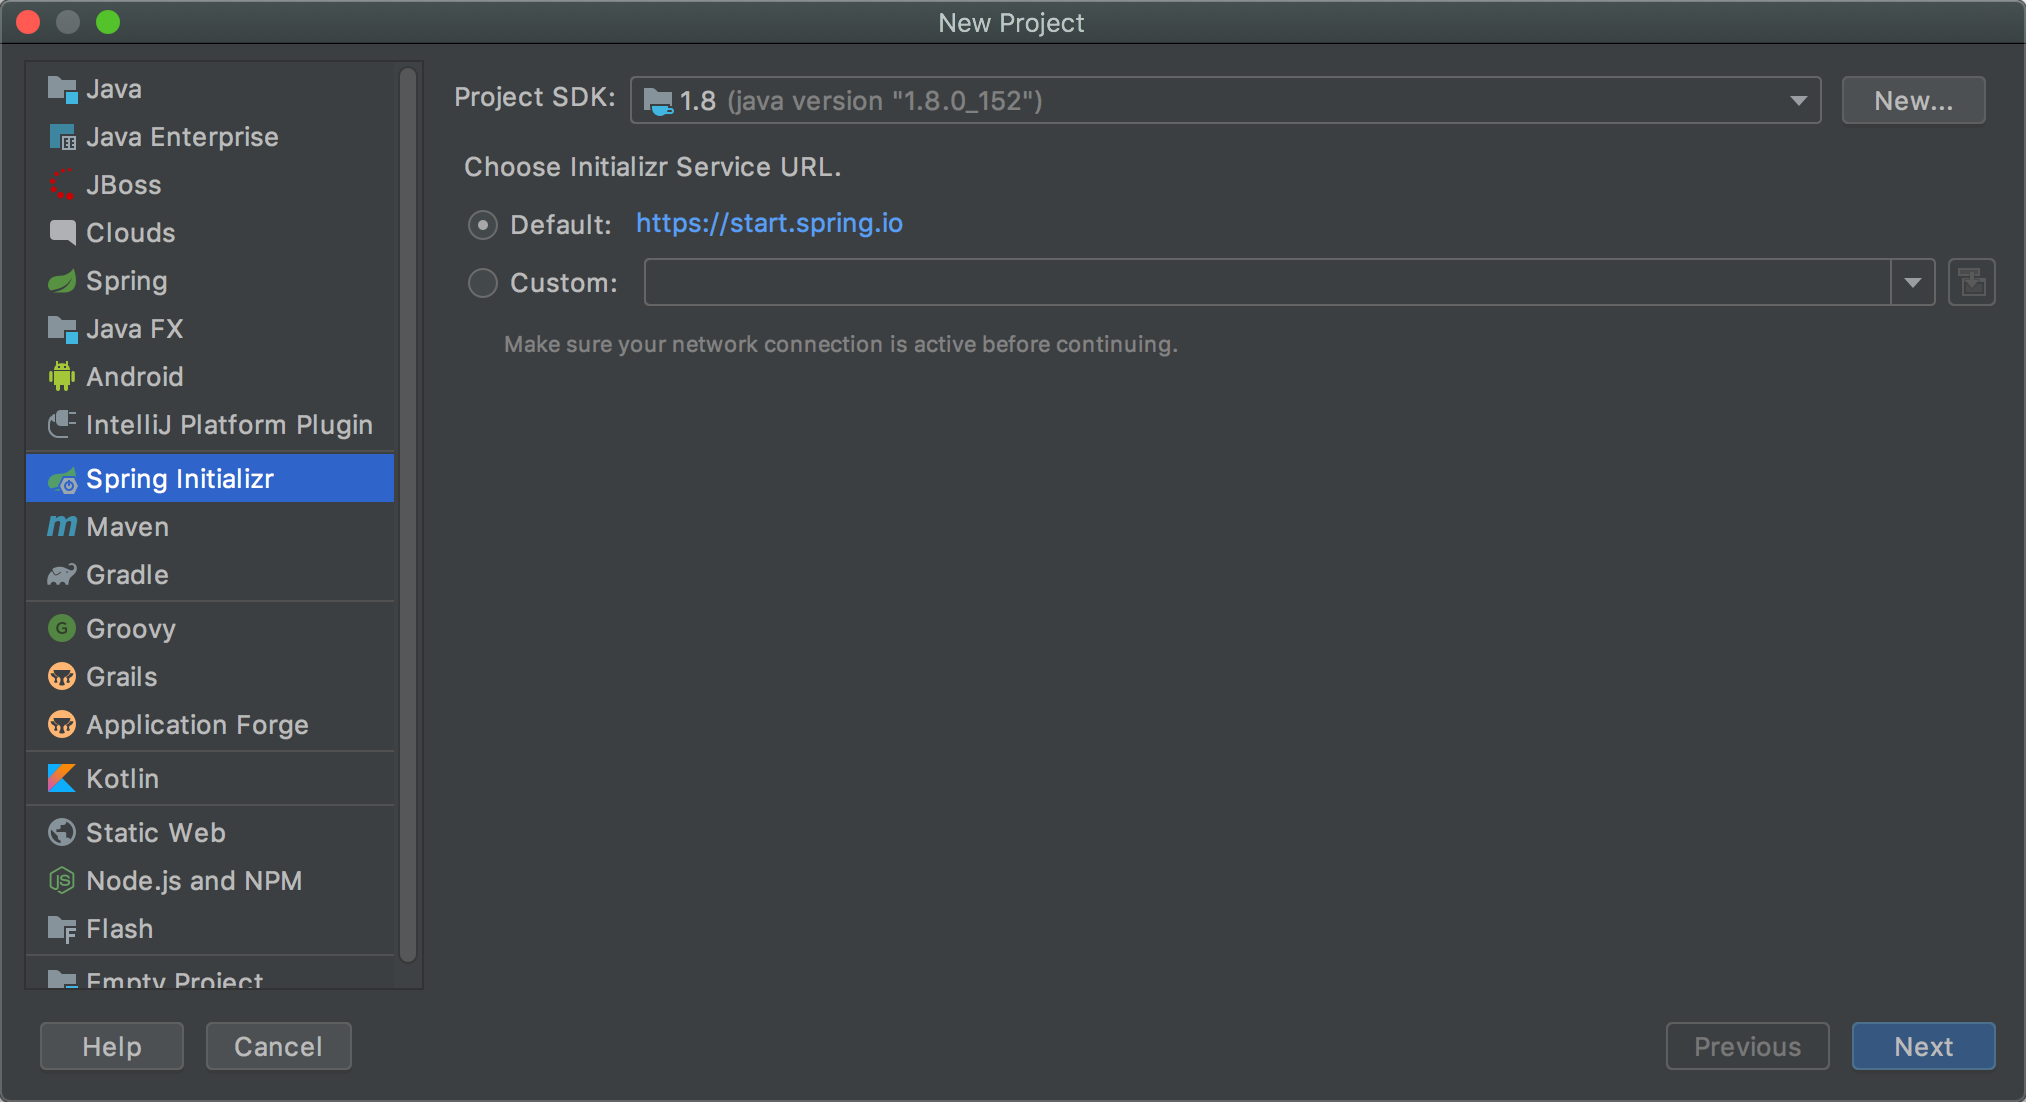 New Project
Java
Java Enterprise
JBoss
Clouds
Spring
Java FX
Android
IntelliJ Platform Plugin
Spring Initializr
Maven
Gradle
Groovy
Grails
Application Forge
Kotlin
Static Web
Node.js and NPM
Flash
Empty Project
Project SDK: 1.8 (java version "1.8.0_152") New...
Choose Initializr Service URL.
Default: https://start.spring.io
Custom:
Make sure your network connection is active before continuing.
Help Cancel Previous Next